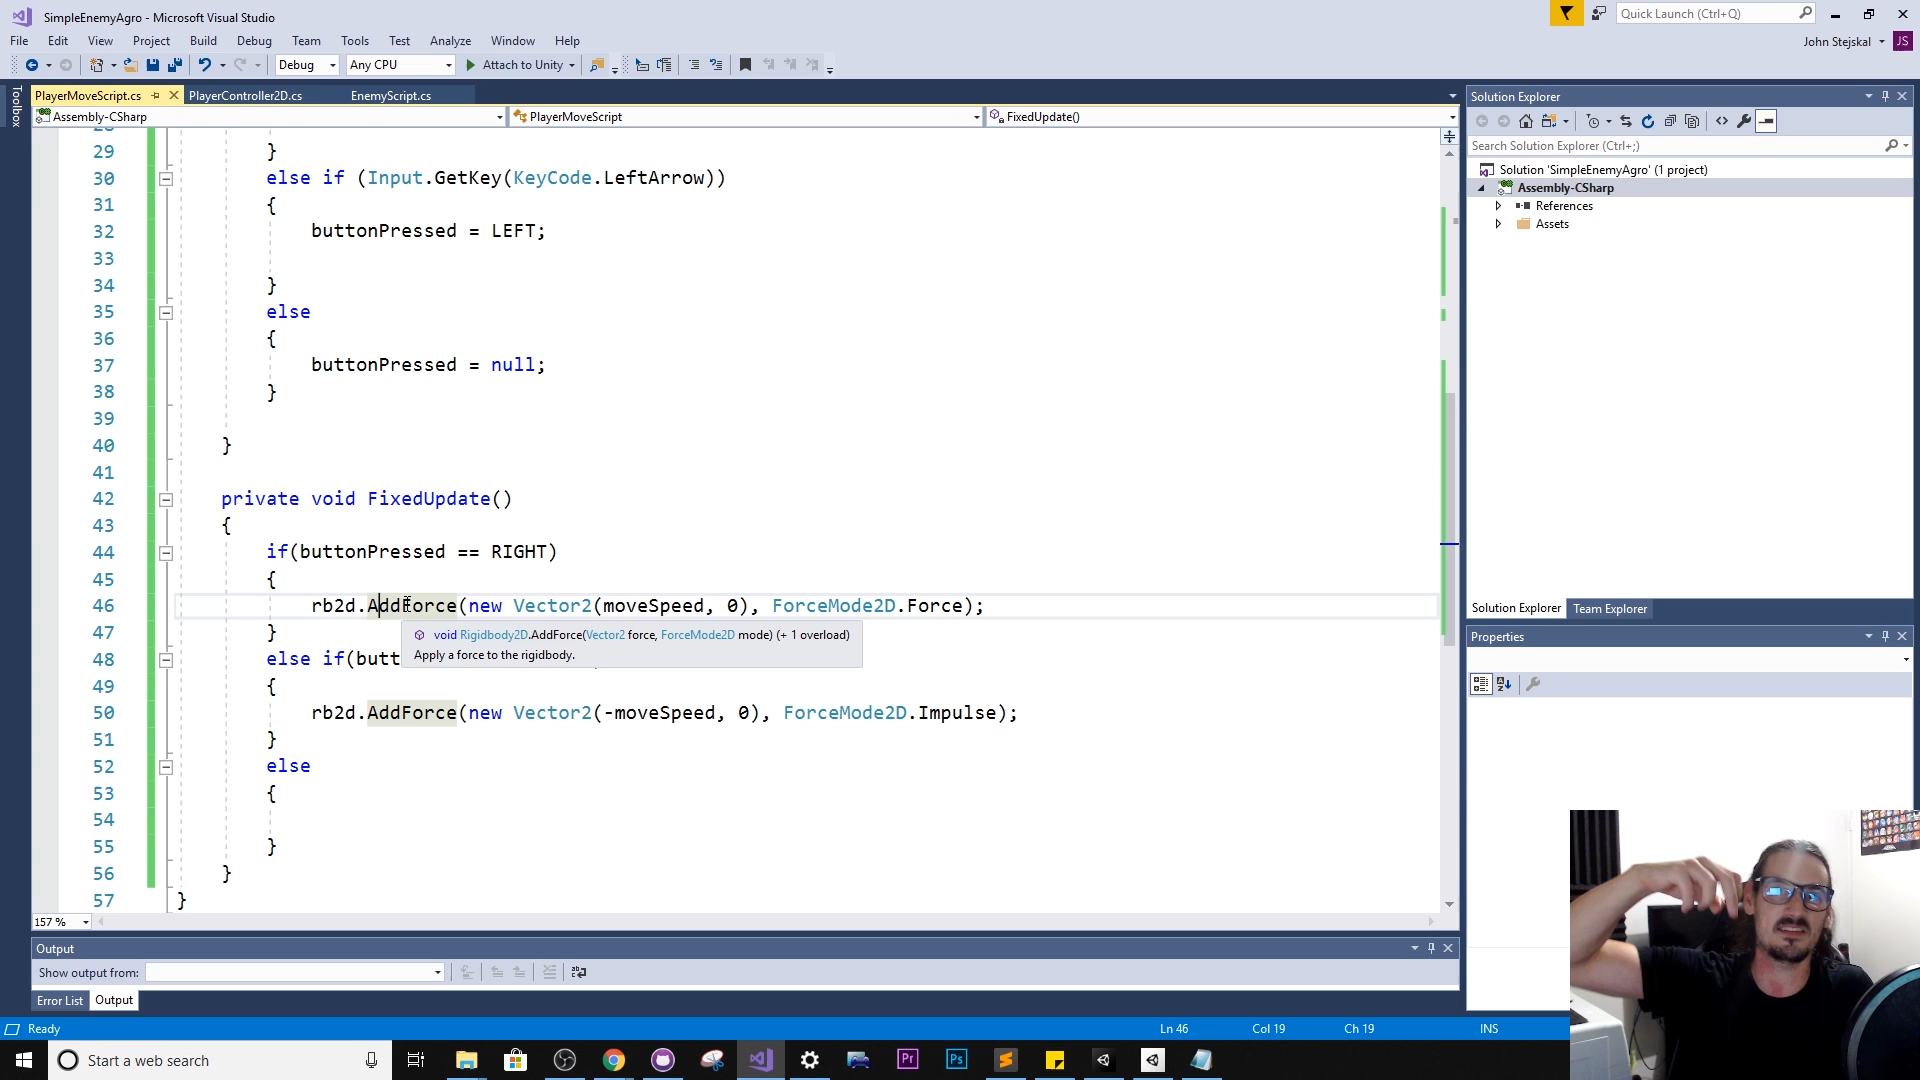 SimpleEnemyAgro - Microsoft Visual Studio
Quick Launch (Ctrl+Q)
File Edit View Project Build Debug Team Tools Test Analyze Window Help
John Stejskal JS
Debug Any CPU Attach to Unity
Toolbox
PlayerMoveScript.cs PlayerController2D.cs EnemyScript.cs
Assembly-CSharp PlayerMoveScript FixedUpdate()
29 }
30 else if (Input.GetKey(KeyCode.LeftArrow))
31 {
32 buttonPressed = LEFT;
33
34 }
35 else
36 {
37 buttonPressed = null;
38 }
39
40 }
41
42 private void FixedUpdate()
43 {
44 if(buttonPressed == RIGHT)
45 {
46 rb2d.AddForce(new Vector2(moveSpeed, 0), ForceMode2D.Force);
47 }
void Rigidbody2D.AddForce(Vector2 force, ForceMode2D mode) (+ 1 overload)
Apply a force to the rigidbody.
48 else if(butt
49 {
50 rb2d.AddForce(new Vector2(-moveSpeed, 0), ForceMode2D.Impulse);
51 }
52 else
53 {
54
55 }
56 }
57 }
157 %
Output
Show output from:
Error List Output
Solution Explorer
Search Solution Explorer (Ctrl+;)
Solution 'SimpleEnemyAgro' (1 project)
Assembly-CSharp
References
Assets
Solution Explorer Team Explorer
Properties
Ready Ln 46 Col 19 Ch 19 INS
Start a web search
Pr Ps